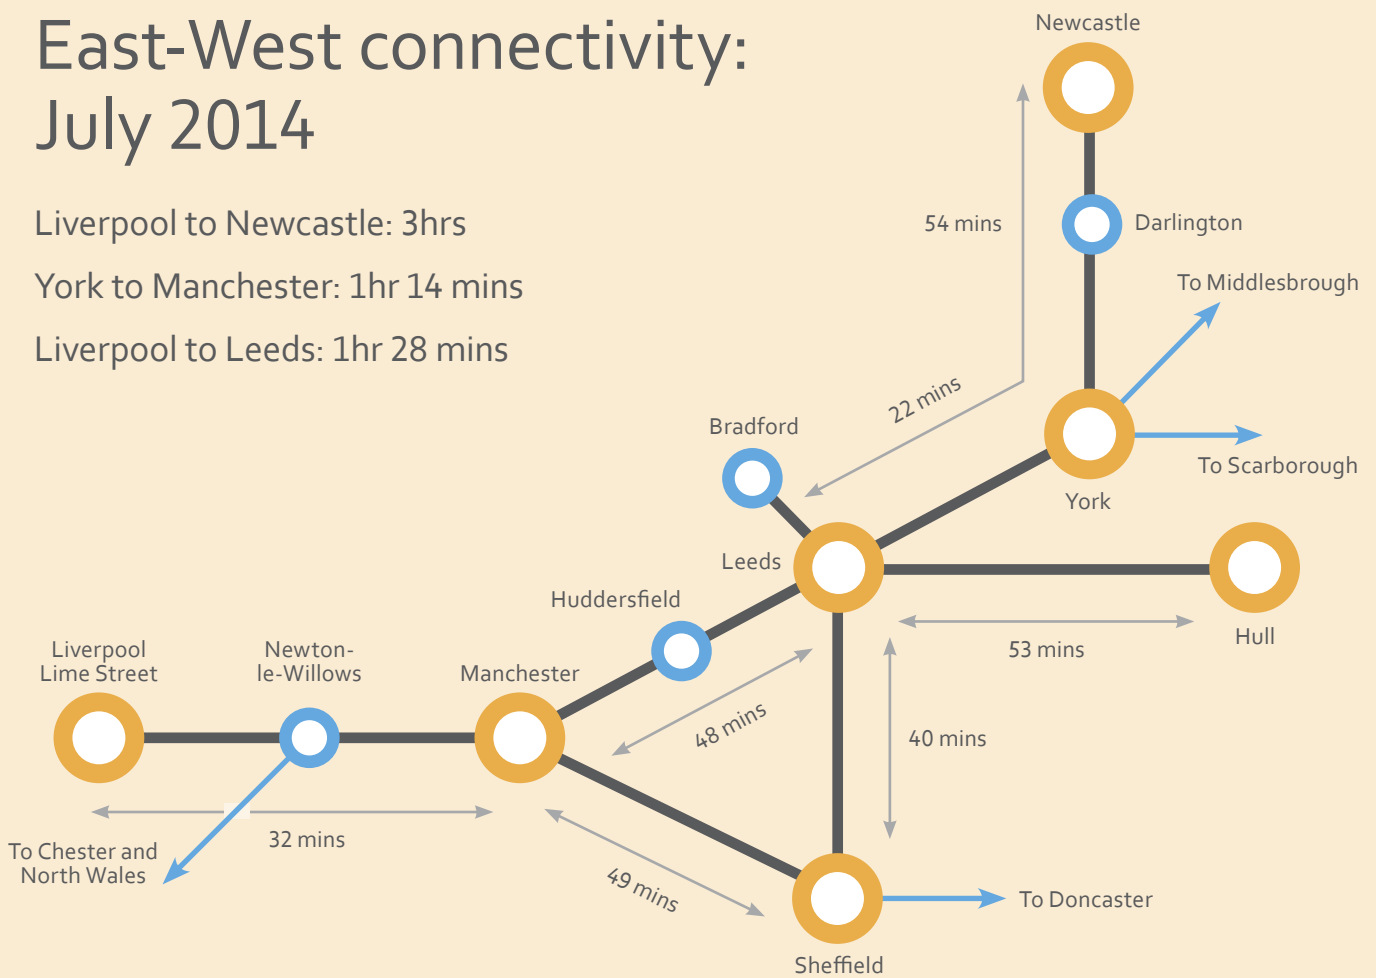 East-West connectivity:
July 2014
Liverpool to Newcastle: 3hrs
York to Manchester: 1hr 14 mins
Liverpool to Leeds: 1hr 28 mins
Newcastle
54 mins
Darlington
To Middlesbrough
22 mins
Bradford
To Scarborough
York
Leeds
Huddersfield
Hull
53 mins
Liverpool
Lime Street
Newton-
le-Willows
Manchester
48 mins
40 mins
32 mins
To Chester and
North Wales
49 mins
To Doncaster
Sheffield